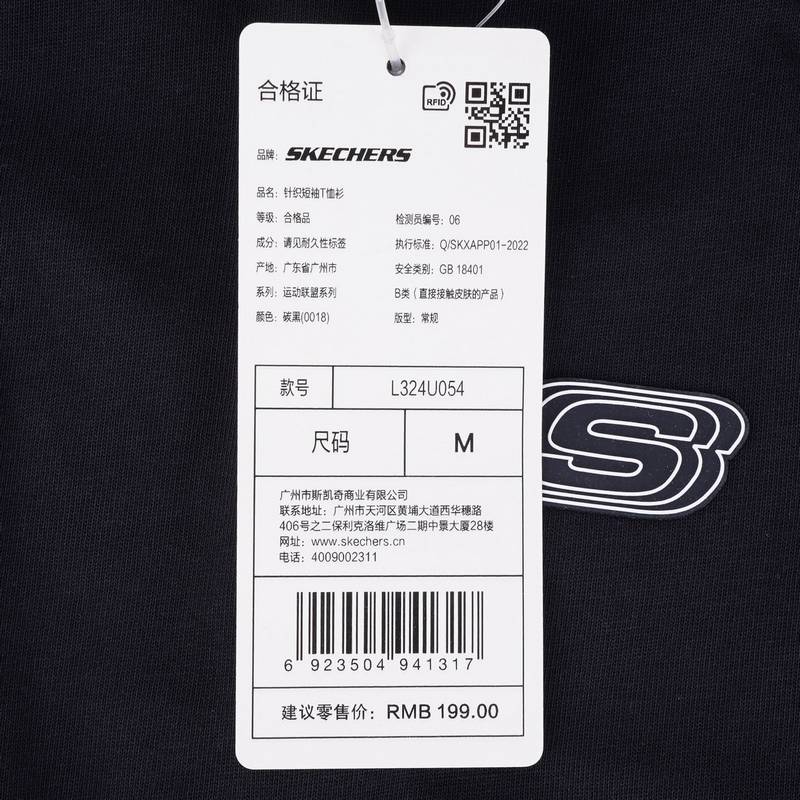 合格证
RFID
品牌: SKECHERS
品名: 针织短袖T恤衫
等级: 合格品 检测员编号: 06
成分: 请见耐久性标签 执行标准: Q/SKXAPP01-2022
产地: 广东省广州市 安全类别: GB 18401
系列: 运动联盟系列 B类（直接接触皮肤的产品）
颜色: 碳黑(0018) 版型: 常规
款号 L324U054
尺码 M
广州市斯凯奇商业有限公司
联系地址: 广州市天河区黄埔大道西华穗路
406号之二保利克洛维广场二期中景大厦28楼
网址: www.skechers.cn
电话: 4009002311
6 923504 941317
建议零售价: RMB 199.00
S